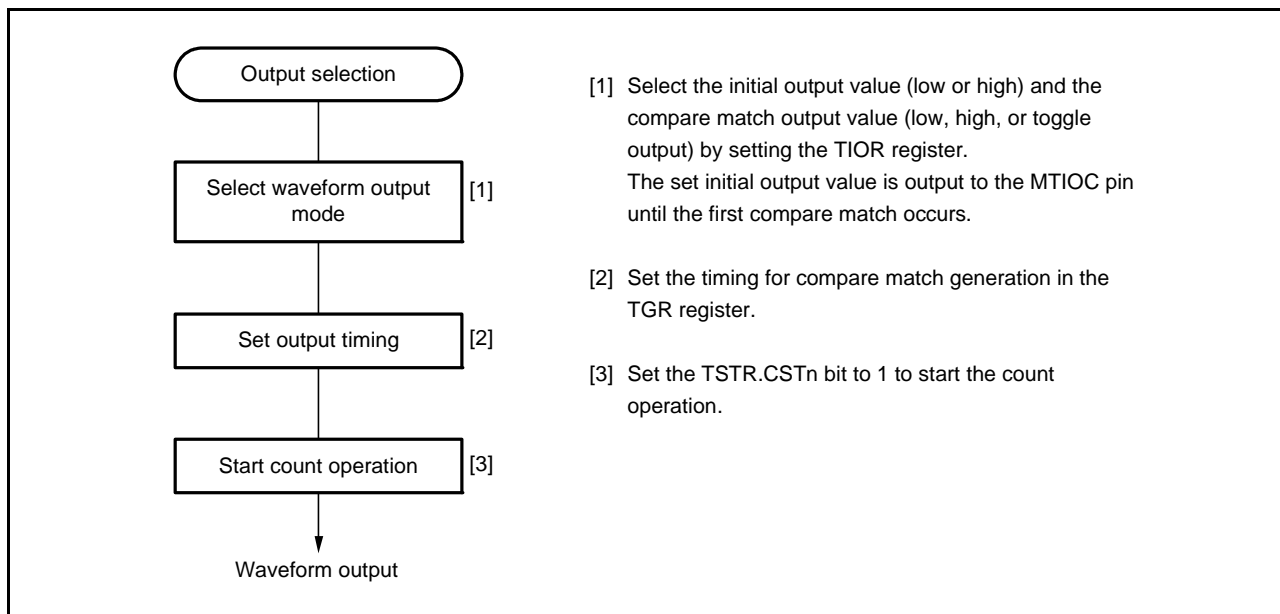 Output selection
Select waveform output
mode
[1]
Set output timing
[2]
Start count operation
[3]
Waveform output
[1] Select the initial output value (low or high) and the
compare match output value (low, high, or toggle
output) by setting the TIOR register.
The set initial output value is output to the MTIOC pin
until the first compare match occurs.
[2] Set the timing for compare match generation in the
TGR register.
[3] Set the TSTR.CSTn bit to 1 to start the count
operation.